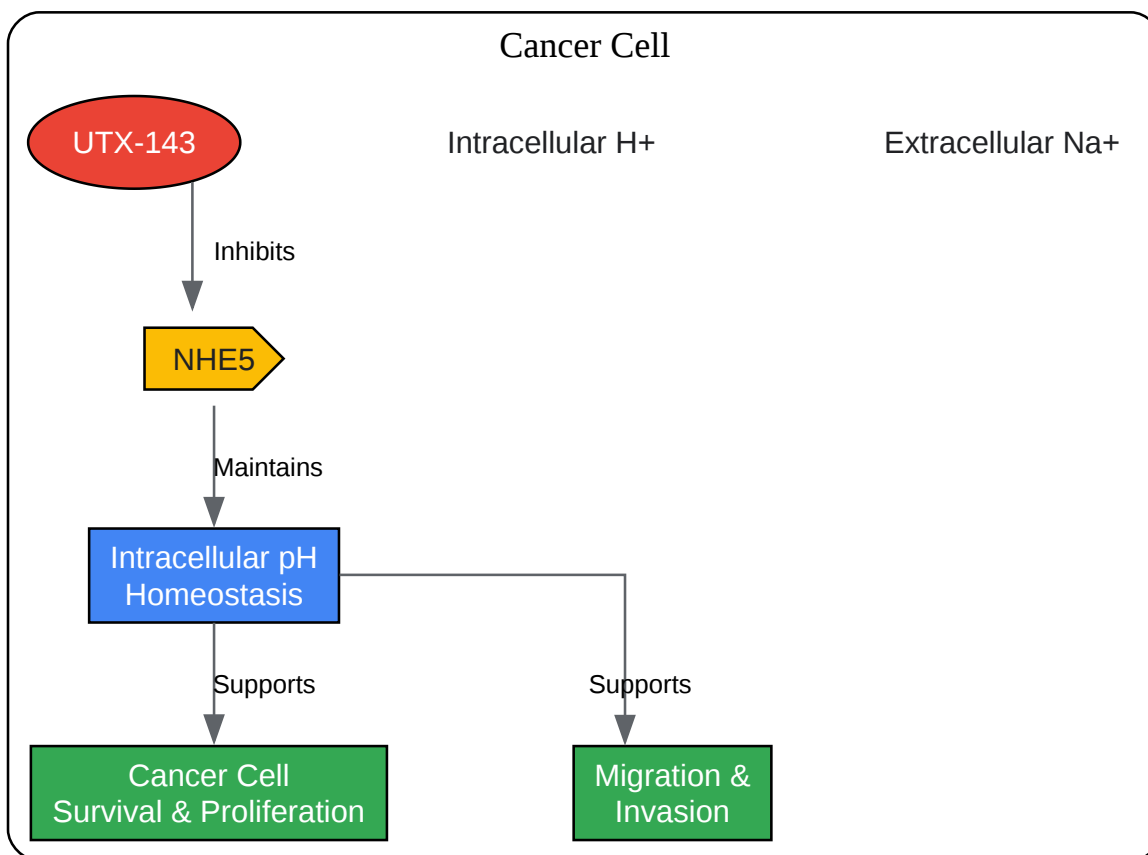 Cancer Cell
UTX-143
Intracellular H+
Extracellular Na+
Inhibits
NHE5
Maintains
Intracellular pH
Homeostasis
Supports
Supports
Cancer Cell
Survival & Proliferation
Migration &
Invasion